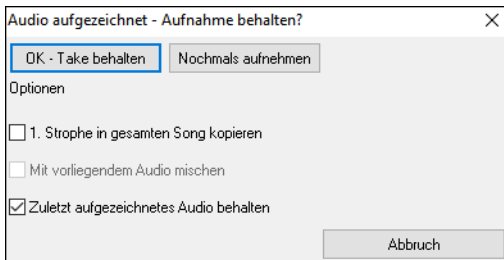 Audio aufgezeichnet - Aufnahme behalten?
OK - Take behalten Nochmals aufnehmen
Optionen
1. Strophe in gesamten Song kopieren
Mit vorliegendem Audio mischen
Zuletzt aufgezeichnetes Audio behalten
Abbruch